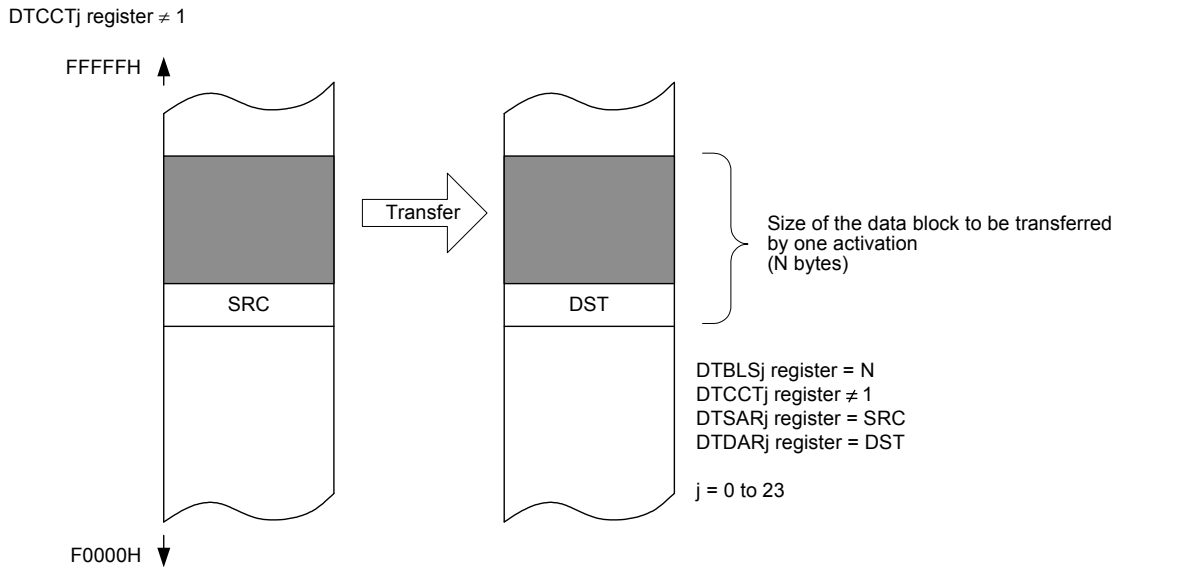 DTCCTj register ≠ 1
FFFFFH
Transfer
Size of the data block to be transferred
by one activation
(N bytes)
SRC
DST
DTBLSj register = N
DTCCTj register ≠ 1
DTSARj register = SRC
DTDARj register = DST
j = 0 to 23
F0000H